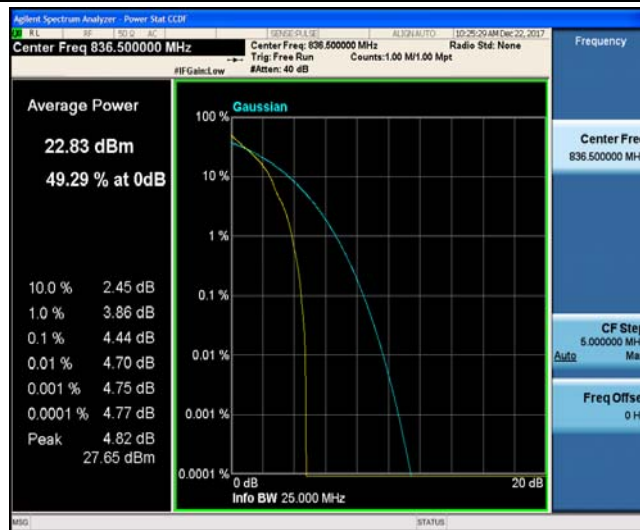 Agilent Spectrum Analyzer - Power Stat CCDF
RL RF 50 Ω AC SENSE:PULSE ALIGN AUTO 10:25:29 AM Dec 22, 2017
Center Freq 836.500000 MHz
Center Freq: 836.500000 MHz Radio Std: None
Trig: Free Run Counts:1.00 M/1.00 Mpt
#IFGain:Low #Atten: 40 dB
Frequency
Average Power
22.83 dBm
49.29 % at 0dB
10.0 % 2.45 dB
1.0 % 3.86 dB
0.1 % 4.44 dB
0.01 % 4.70 dB
0.001 % 4.75 dB
0.0001 % 4.77 dB
Peak 4.82 dB
27.65 dBm
Gaussian
100 %
10 %
1 %
0.1 %
0.01 %
0.001 %
0.0001 %
0 dB 20 dB
Info BW 25.000 MHz
Center Fre
836.500000 MH
CF Step
5.000000 MH
Auto Ma
Freq Offse
0 H
MSG STATUS